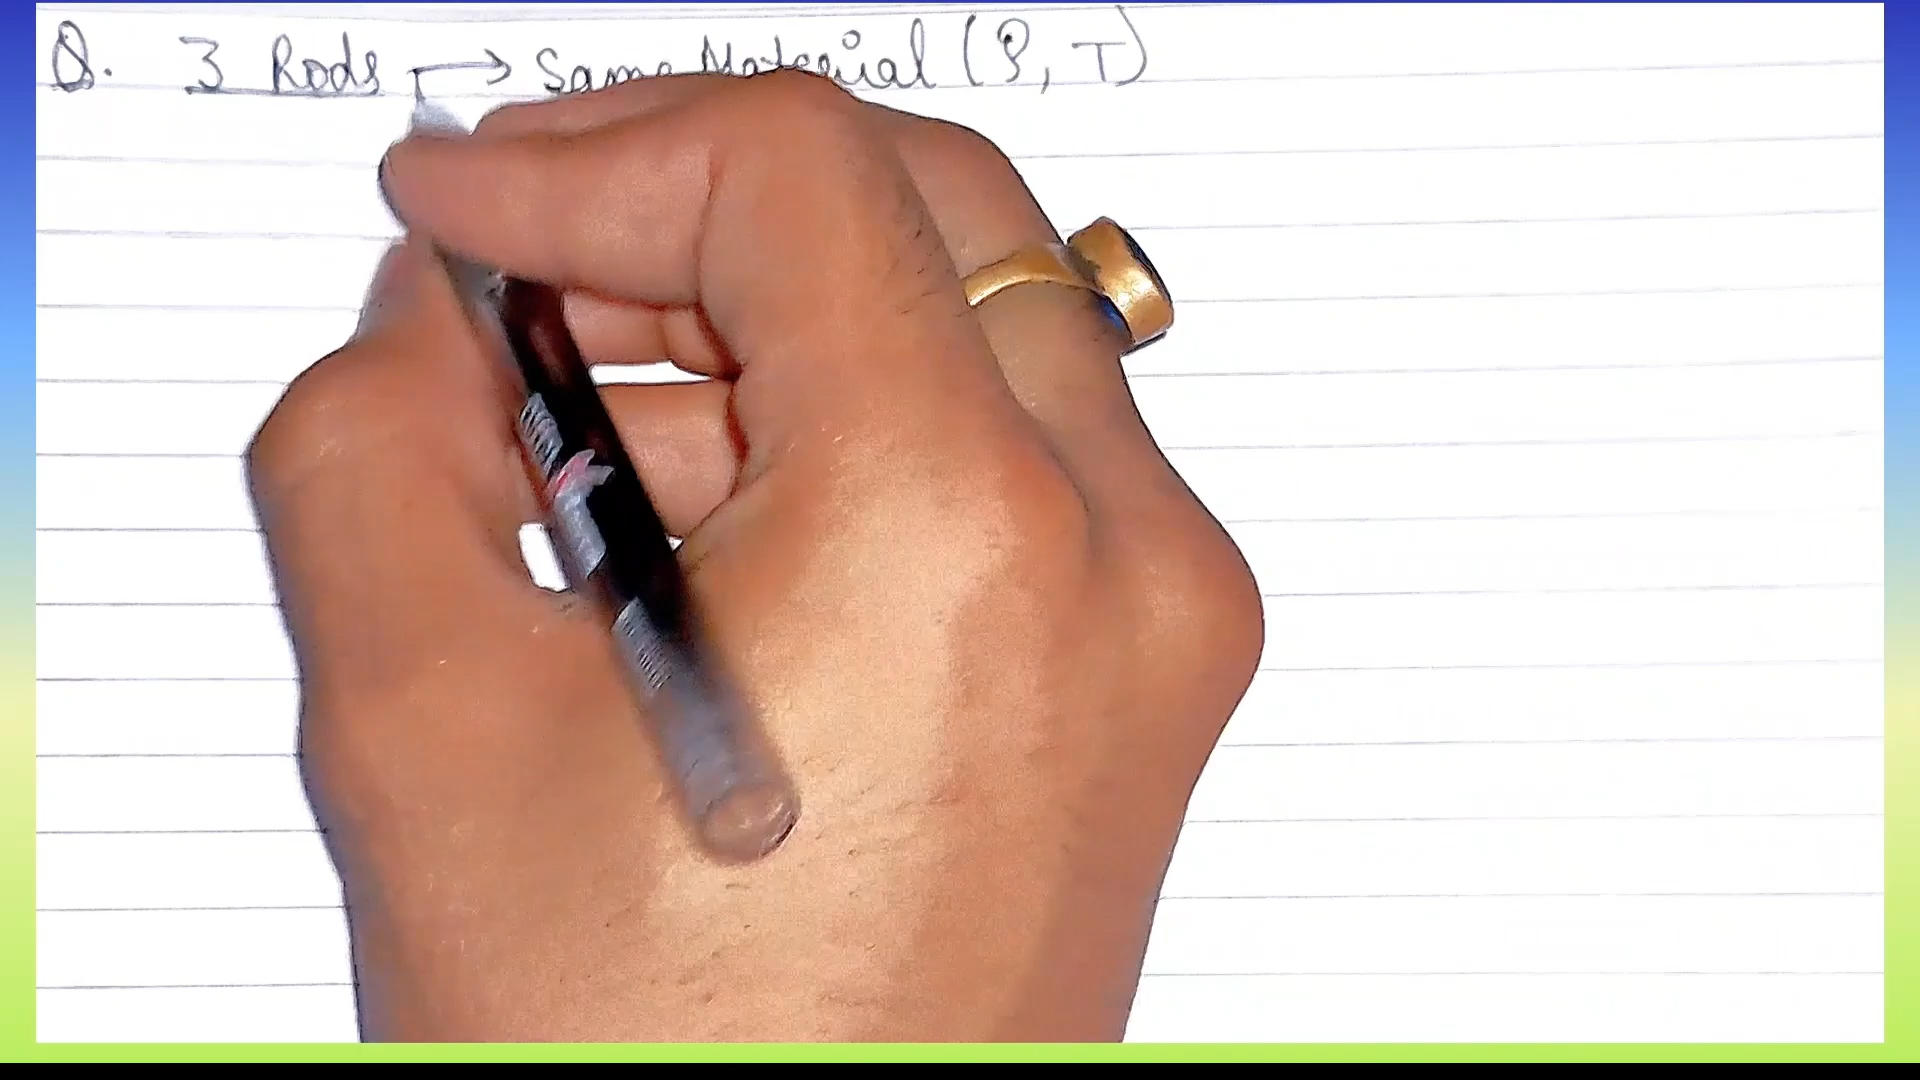 Q. 3 Rods → Same Material (ρ, T)